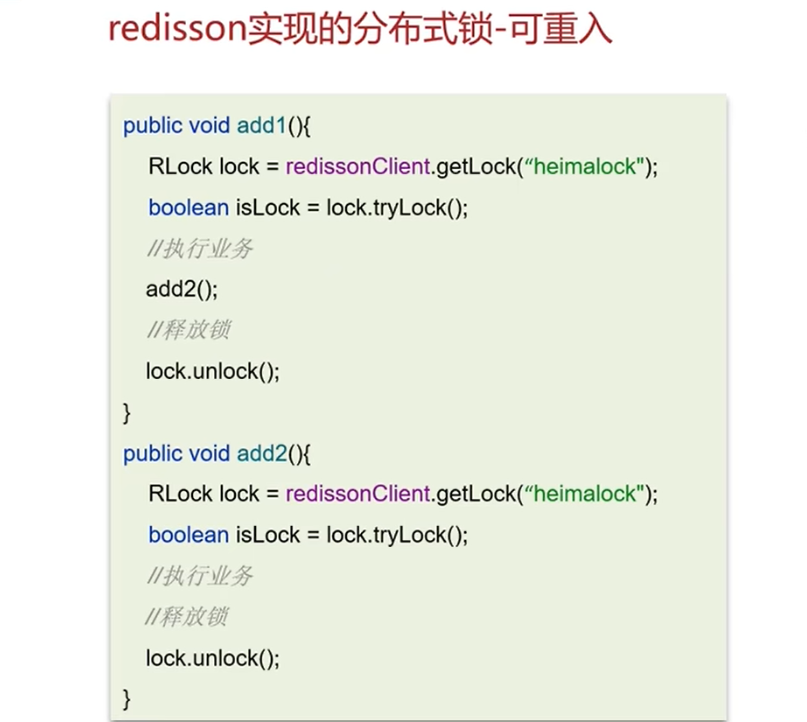 redisson实现的分布式锁-可重入
public void add1(){
RLock lock = redissonClient.getLock(“heimalock");
boolean isLock = lock.tryLock();
//执行业务
add2();
//释放锁
lock.unlock();
}
public void add2(){
RLock lock = redissonClient.getLock(“heimalock");
boolean isLock = lock.tryLock();
//执行业务
//释放锁
lock.unlock();
}